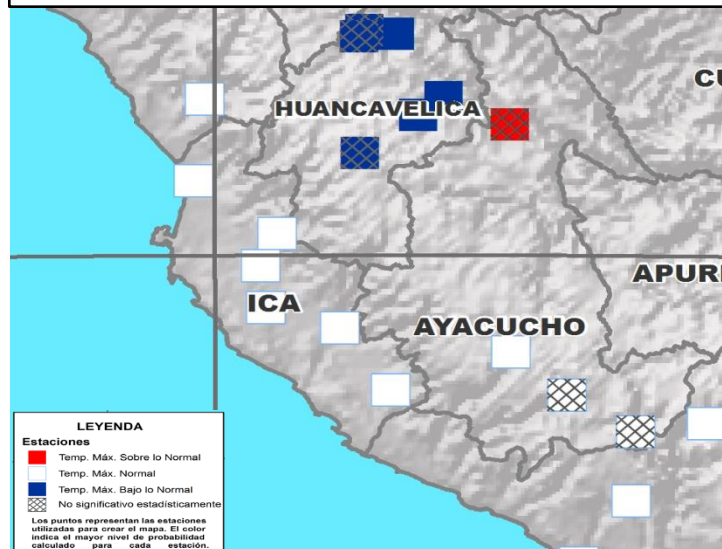 CU
HUANCAVELICA
APURI
ICA
AYACUCHO
LEYENDA
Estaciones
Temp. Máx. Sobre lo Normal
Temp. Máx. Normal
Temp. Máx. Bajo lo Normal
No significativo estadísticamente
Los puntos representan las estaciones
utilizadas para crear el mapa. El color
indica el mayor nivel de probabilidad
calculado para cada estación.